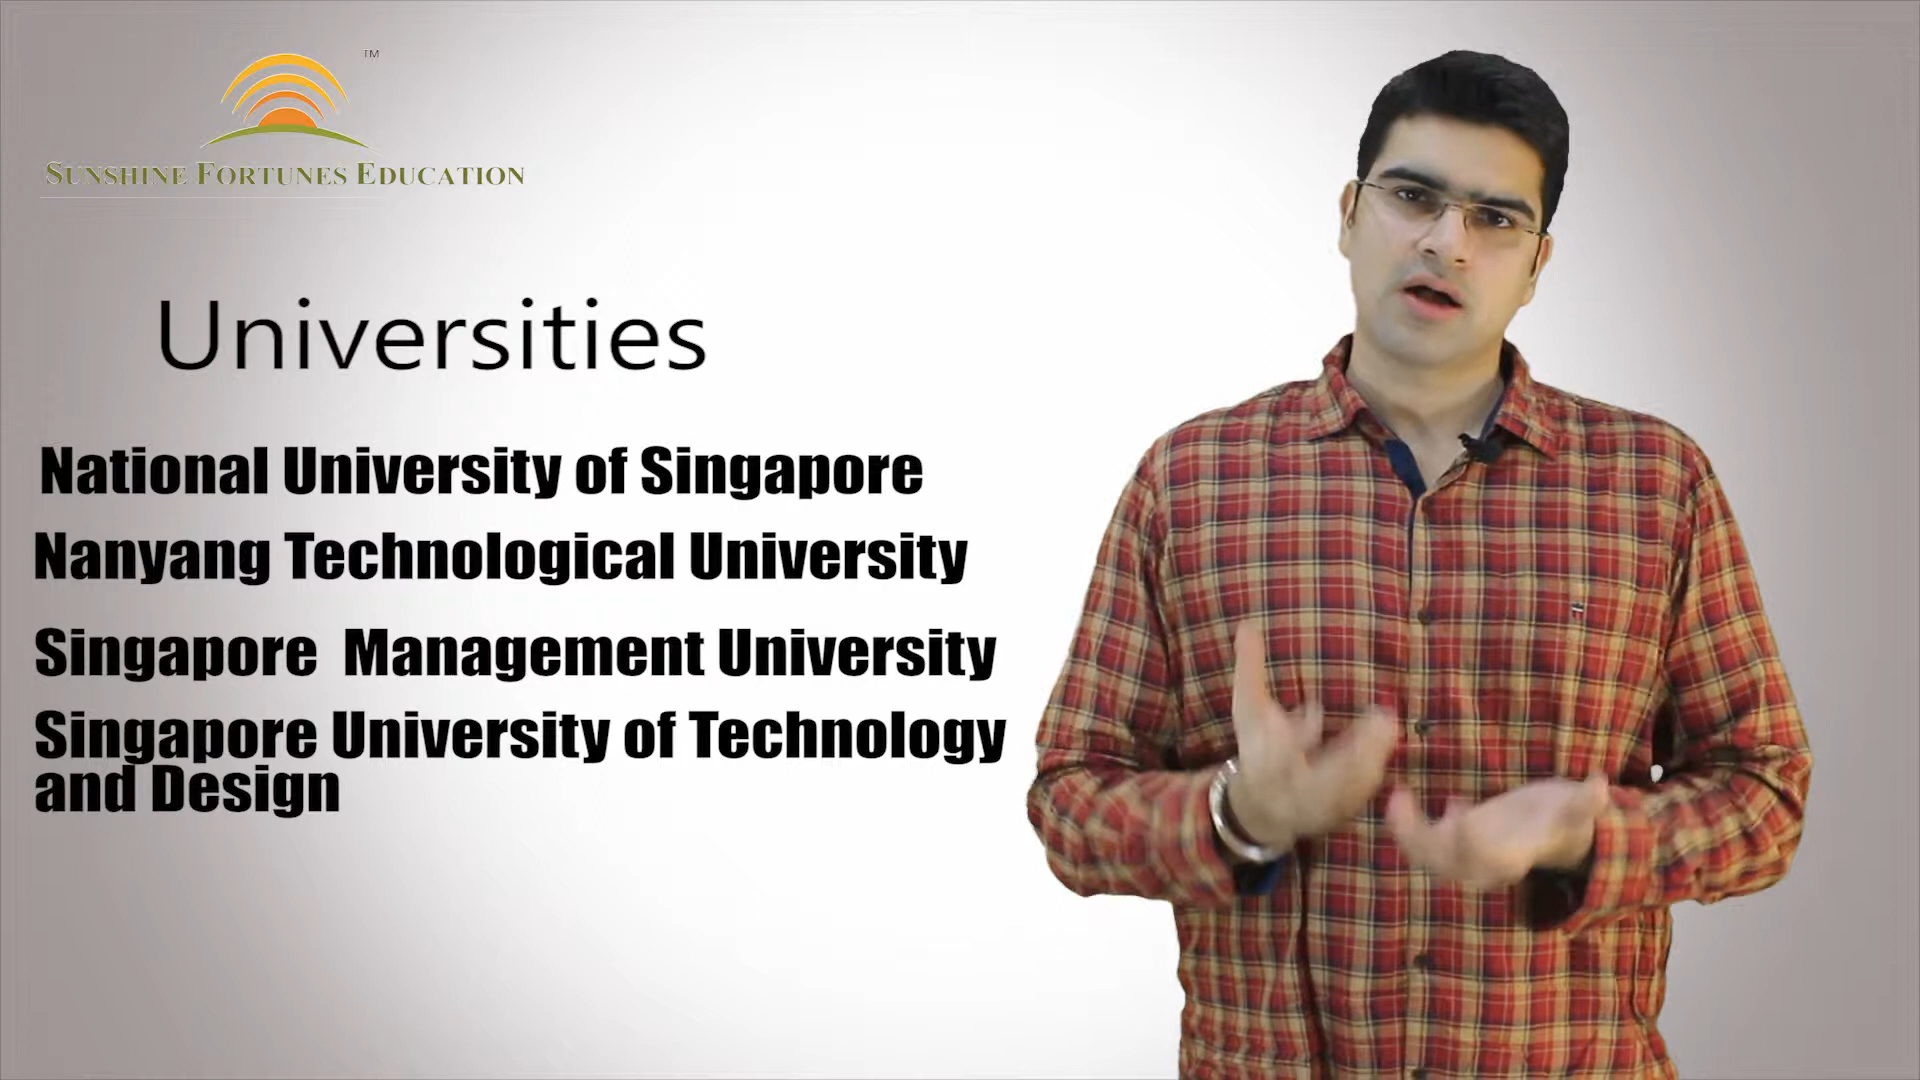 TM
SUNSHINE FORTUNES EDUCATION
Universities
National University of Singapore
Nanyang Technological University
Singapore Management University
Singapore University of Technology
and Design